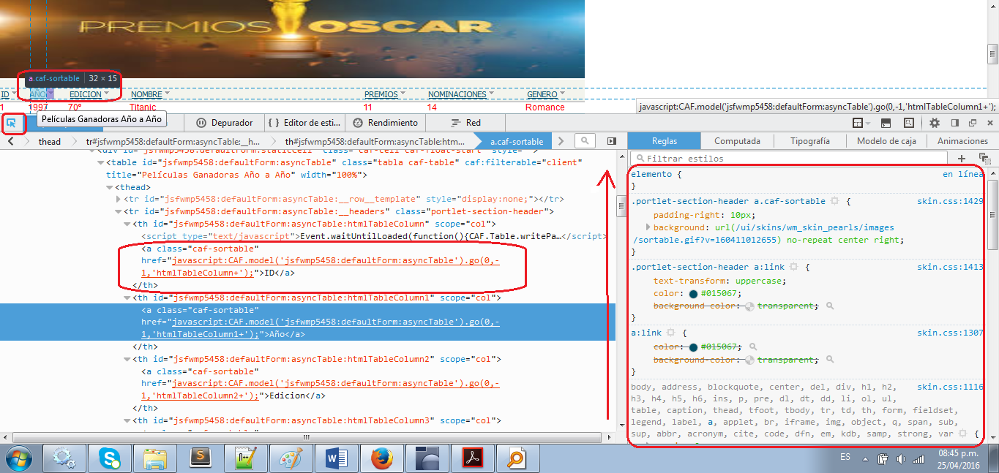 PREMIOS OSCAR
a.caf-sortable | 32 × 15
ID AÑO EDICION NOMBRE PREMIOS NOMINACIONES GENERO
1 1997 70º Titanic 11 14 Romance
javascript:CAF.model('jsfwmp5458:defaultForm:asyncTable').go(0,-1,'htmlTableColumn1+');
Películas Ganadoras Año a Año
Depurador { } Editor de esti... Rendimiento Red
thead tr#jsfwmp5458:defaultForm:asyncTable:__h... th#jsfwmp5458:defaultForm:asyncTable:htm... a.caf-sortable
Reglas Computada Tipografía Modelo de caja Animaciones
Filtrar estilos
<div id="jsfwmp5458:defaultForm:staticCell" class="caf-cell caf-float-start" style="
<table id="jsfwmp5458:defaultForm:asyncTable" class="tabla caf-table" caf:filterable="client"
title="Películas Ganadoras Año a Año" width="100%">
<thead>
<tr id="jsfwmp5458:defaultForm:asyncTable:__row__template" style="display:none;"></tr>
<tr id="jsfwmp5458:defaultForm:asyncTable:__headers" class="portlet-section-header">
<th id="jsfwmp5458:defaultForm:asyncTable:htmlTableColumn" scope="col">
<script type="text/javascript">Event.waitUntilLoaded(function(){CAF.Table.writePa…</script>
<a class="caf-sortable"
href="javascript:CAF.model('jsfwmp5458:defaultForm:asyncTable').go(0,-
1,'htmlTableColumn+');">ID</a>
</th>
<th id="jsfwmp5458:defaultForm:asyncTable:htmlTableColumn1" scope="col">
<a class="caf-sortable"
href="javascript:CAF.model('jsfwmp5458:defaultForm:asyncTable').go(0,-
1,'htmlTableColumn1+');">Año</a>
</th>
<th id="jsfwmp5458:defaultForm:asyncTable:htmlTableColumn2" scope="col">
<a class="caf-sortable"
href="javascript:CAF.model('jsfwmp5458:defaultForm:asyncTable').go(0,-
1,'htmlTableColumn2+');">Edicion</a>
</th>
<th id="jsfwmp5458:defaultForm:asyncTable:htmlTableColumn3" scope="col">
elemento { en línea
}
.portlet-section-header a.caf-sortable { skin.css:1429
padding-right: 10px;
background: url(/ui/skins/wm_skin_pearls/images
/sortable.gif?v=160411012655) no-repeat center right;
}
.portlet-section-header a:link { skin.css:1413
text-transform: uppercase;
color: #015067;
background-color: transparent;
}
a:link { skin.css:1307
color: #015067;
background-color: transparent;
}
body, address, blockquote, center, del, div, h1, h2, skin.css:1116
h3, h4, h5, h6, ins, p, pre, dl, dt, dd, li, ol, ul,
table, caption, thead, tfoot, tbody, tr, td, th, form, fieldset,
legend, label, a, applet, br, iframe, img, object, q, span, sub,
sup, abbr, acronym, cite, code, dfn, em, kdb, samp, strong, var {
ES
08:45 p.m.
25/04/2016